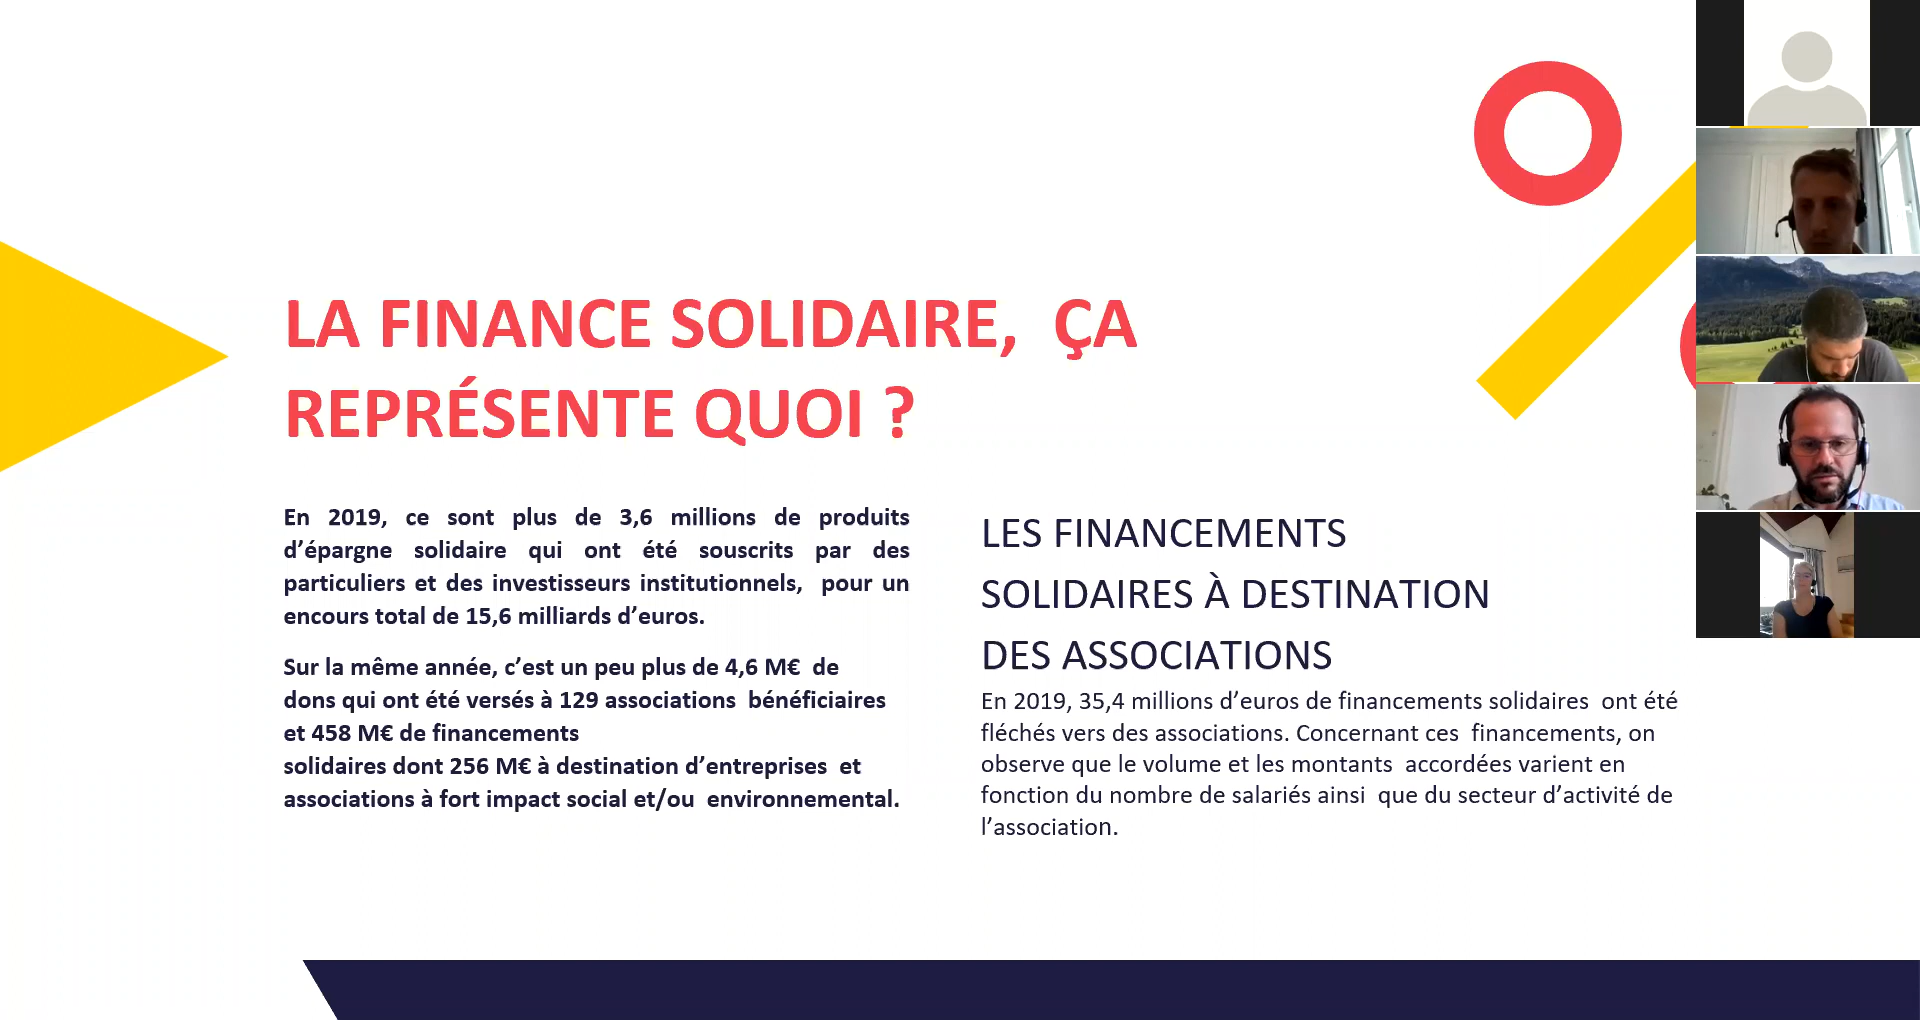 LA FINANCE SOLIDAIRE, ÇA
REPRÉSENTE QUOI ?
En 2019, ce sont plus de 3,6 millions de produits
d’épargne solidaire qui ont été souscrits par des
particuliers et des investisseurs institutionnels, pour un
encours total de 15,6 milliards d’euros.
Sur la même année, c’est un peu plus de 4,6 M€ de
dons qui ont été versés à 129 associations bénéficiaires
et 458 M€ de financements
solidaires dont 256 M€ à destination d’entreprises et
associations à fort impact social et/ou environnemental.
LES FINANCEMENTS
SOLIDAIRES À DESTINATION
DES ASSOCIATIONS
En 2019, 35,4 millions d’euros de financements solidaires ont été
fléchés vers des associations. Concernant ces financements, on
observe que le volume et les montants accordées varient en
fonction du nombre de salariés ainsi que du secteur d’activité de
l’association.